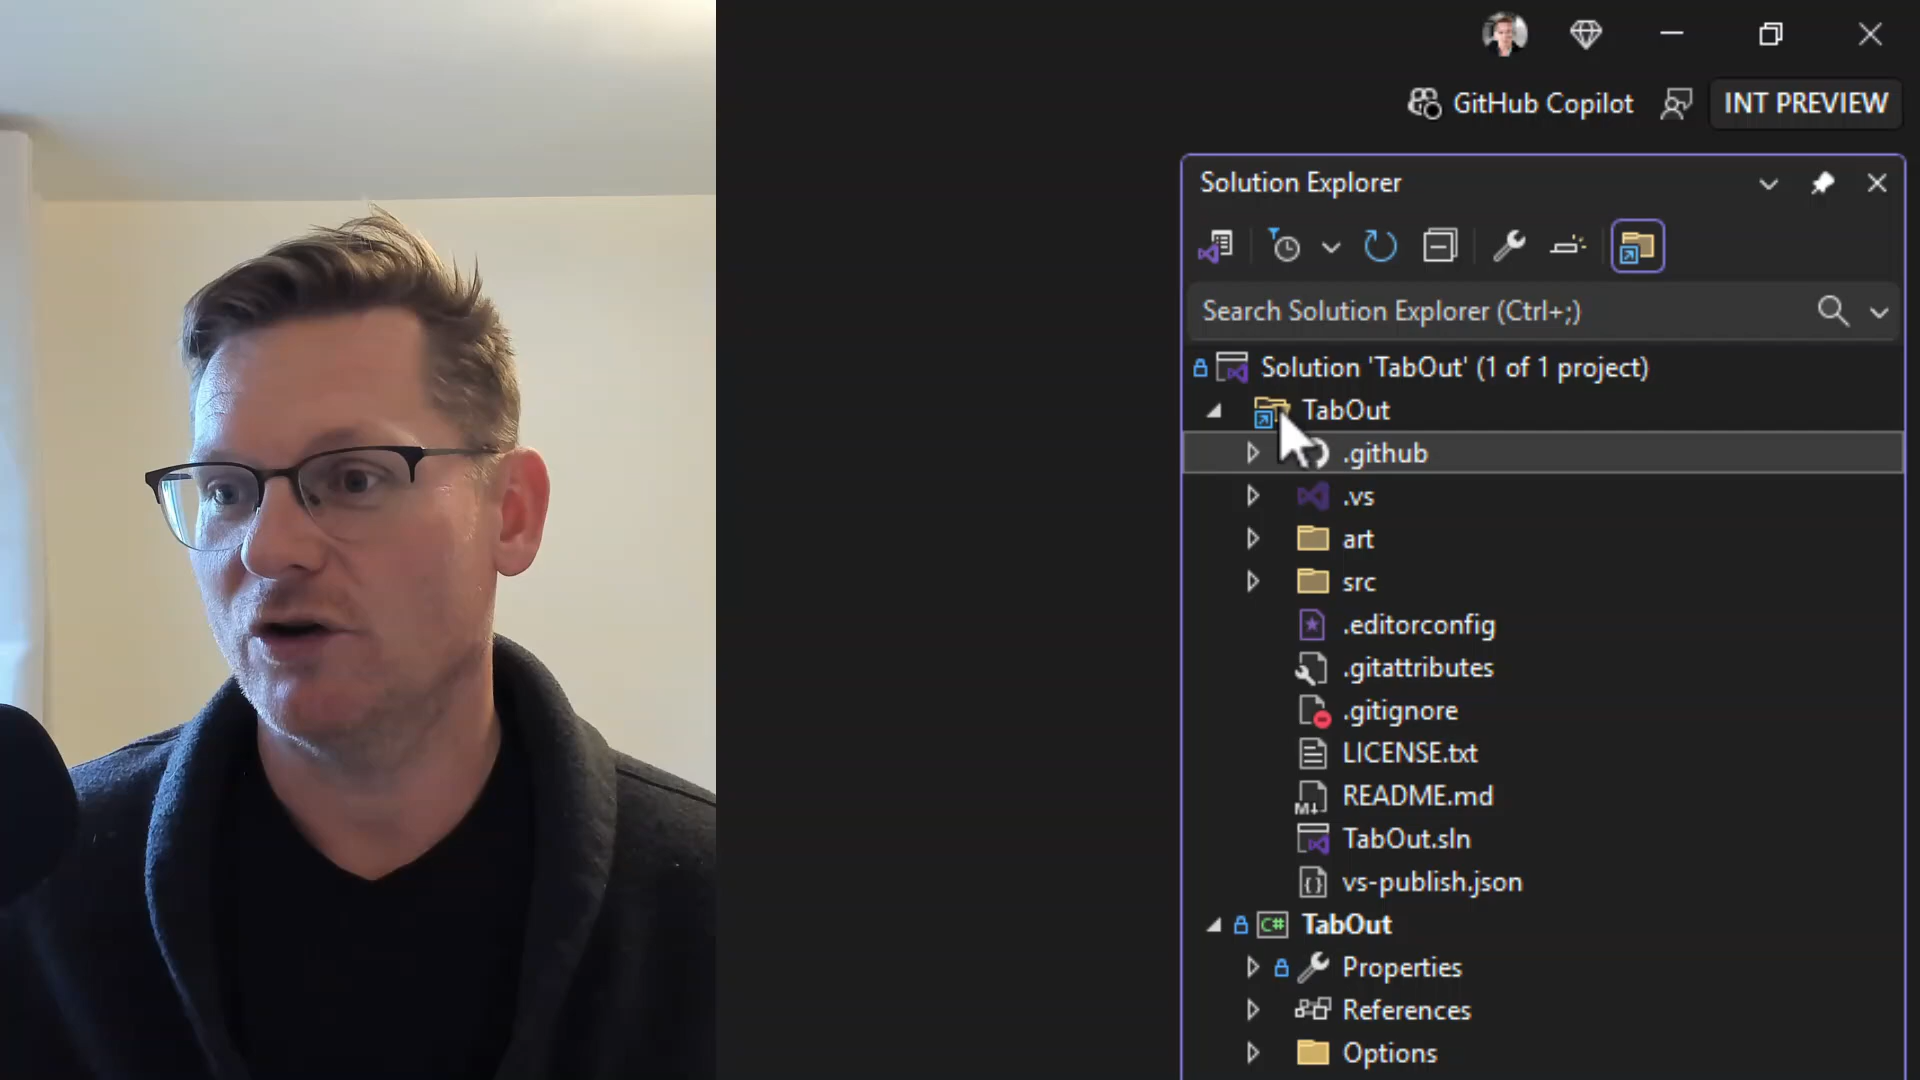 GitHub Copilot
INT PREVIEW
Solution Explorer
Search Solution Explorer (Ctrl+;)
Solution 'TabOut' (1 of 1 project)
TabOut
.github
.vs
art
src
.editorconfig
.gitattributes
.gitignore
LICENSE.txt
README.md
TabOut.sln
vs-publish.json
C# TabOut
Properties
References
Options